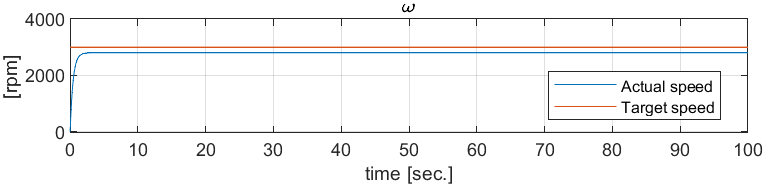 ω
4000
2000
0
[rpm]
Actual speed
Target speed
0 10 20 30 40 50 60 70 80 90 100
time [sec.]